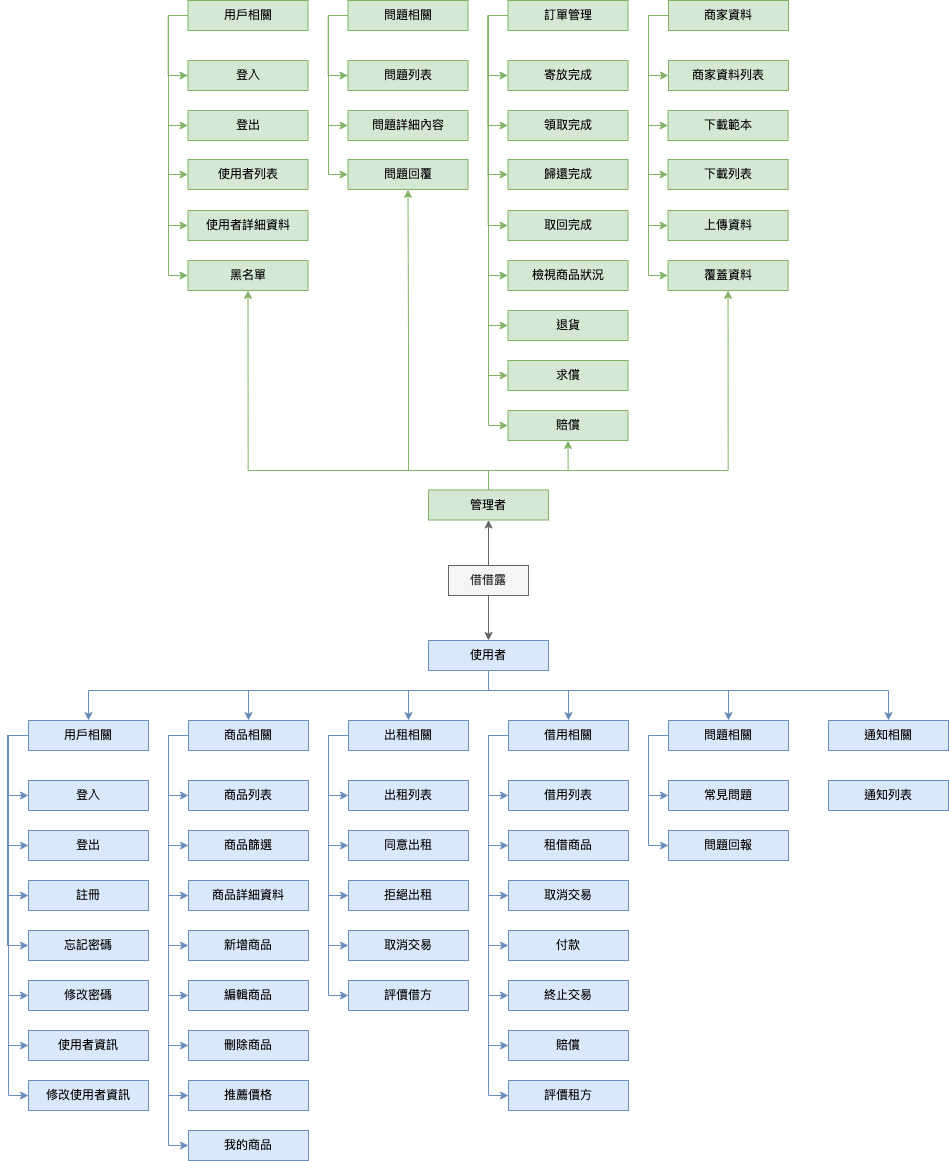 用戶相關
問題相關
訂單管理
商家資料
登入
問題列表
寄放完成
商家資料列表
登出
問題詳細內容
領取完成
下載範本
使用者列表
問題回覆
歸還完成
下載列表
使用者詳細資料
取回完成
上傳資料
黑名單
檢視商品狀況
覆蓋資料
退貨
求償
賠償
管理者
借借露
使用者
用戶相關
商品相關
出租相關
借用相關
問題相關
通知相關
登入
商品列表
出租列表
借用列表
常見問題
通知列表
登出
商品篩選
同意出租
租借商品
問題回報
註冊
商品詳細資料
拒絕出租
取消交易
忘記密碼
新增商品
取消交易
付款
修改密碼
編輯商品
評價借方
終止交易
使用者資訊
刪除商品
賠償
修改使用者資訊
推薦價格
評價租方
我的商品